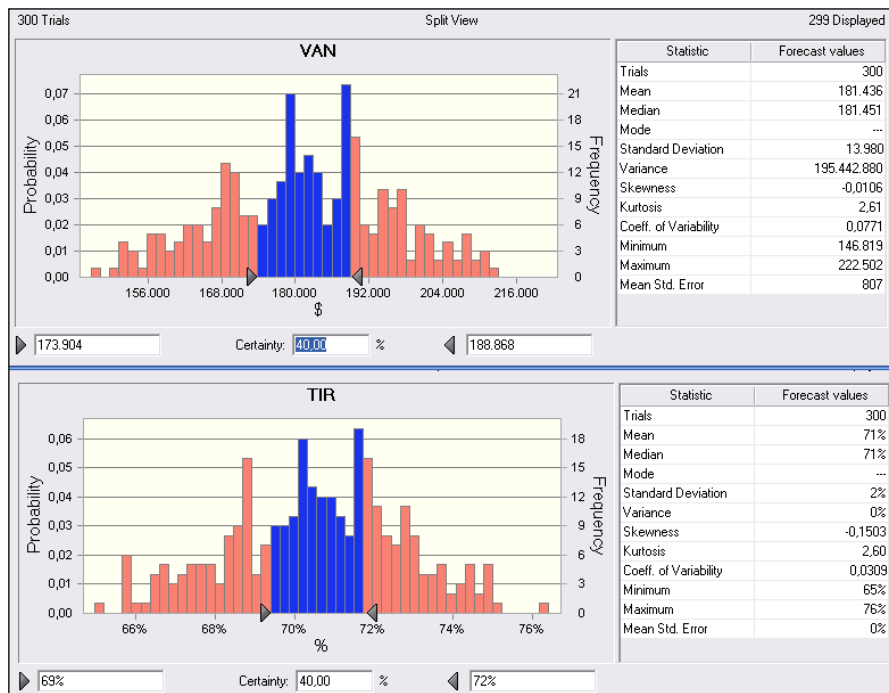 300 Trials Split View 299 Displayed
VAN
Probability
0,07
0,06
0,05
0,04
0,03
0,02
0,01
0,00
21
18
15
12
9
6
3
0
Frequency
156.000 168.000 180.000 192.000 204.000 216.000
$
173.904 Certainty: 40,00 % 188.868
Statistic Forecast values
Trials 300
Mean 181.436
Median 181.451
Mode ---
Standard Deviation 13.980
Variance 195.442.880
Skewness -0,0106
Kurtosis 2,61
Coeff. of Variability 0,0771
Minimum 146.819
Maximum 222.502
Mean Std. Error 807
TIR
Probability
0,06
0,05
0,04
0,03
0,02
0,01
0,00
18
15
12
9
6
3
0
Frequency
66% 68% 70% 72% 74% 76%
%
69% Certainty: 40,00 % 72%
Statistic Forecast values
Trials 300
Mean 71%
Median 71%
Mode ---
Standard Deviation 2%
Variance 0%
Skewness -0,1503
Kurtosis 2,60
Coeff. of Variability 0,0309
Minimum 65%
Maximum 76%
Mean Std. Error 0%